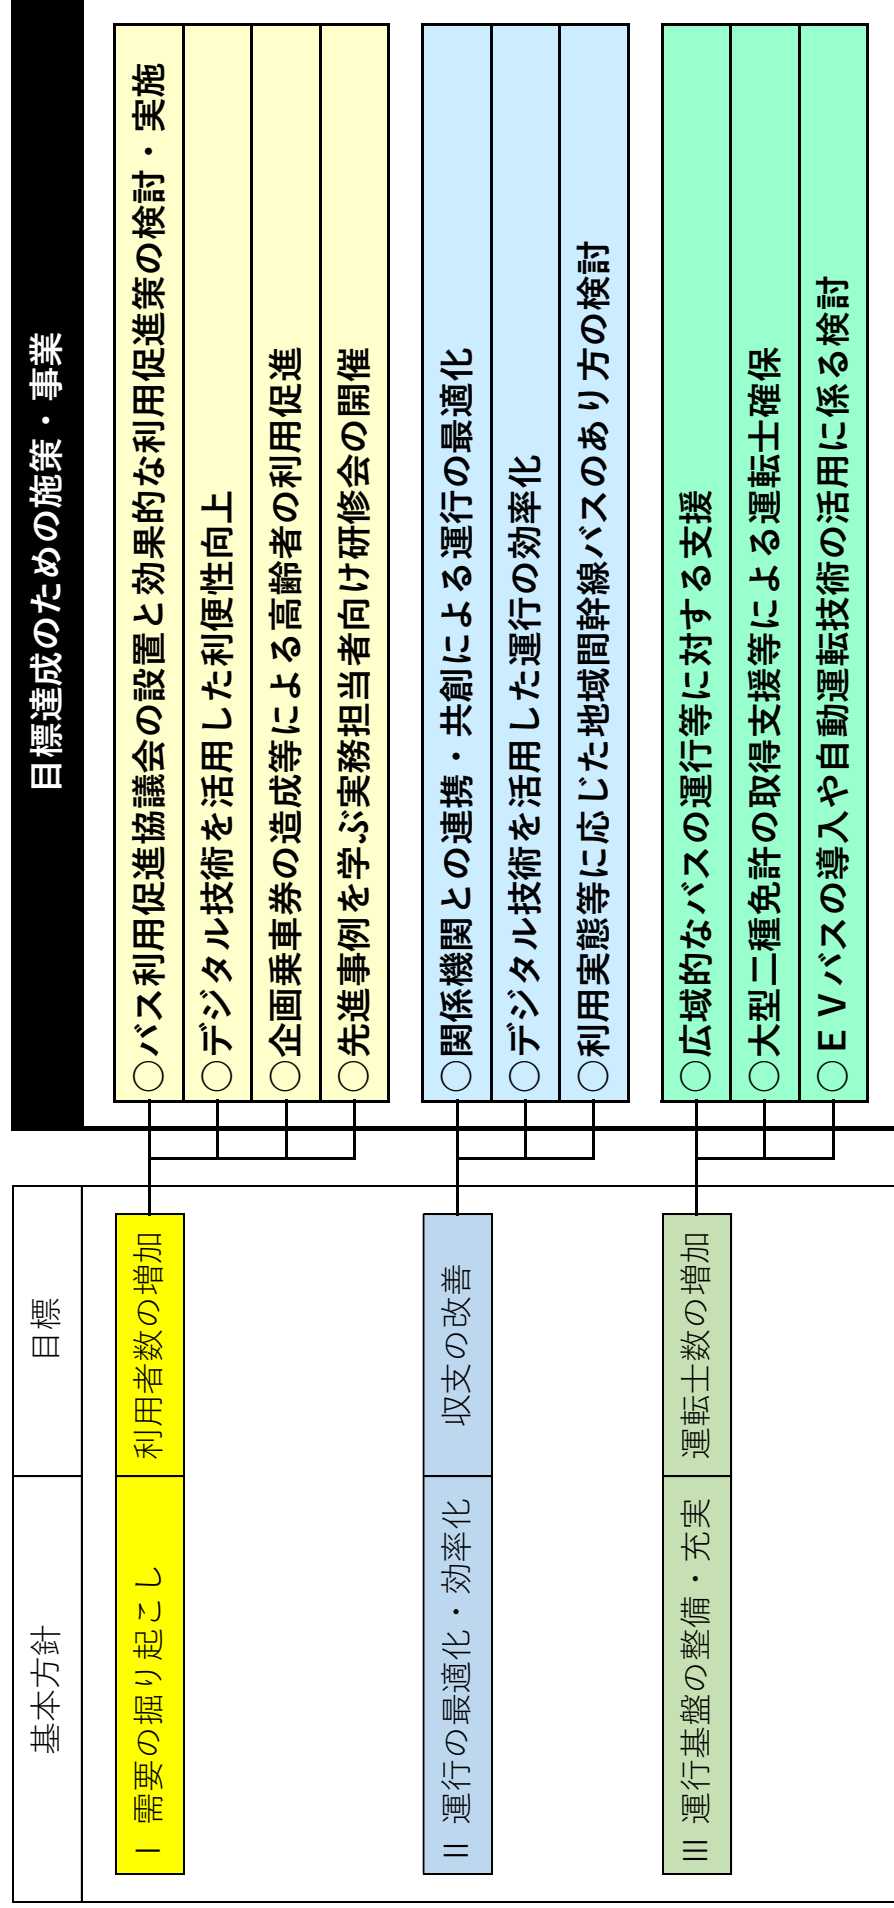 基本方針
目標
目標達成のための施策・事業
Ⅰ 需要の掘り起こし
利用者数の増加
○バス利用促進協議会の設置と効果的な利用促進策の検討・実施
○デジタル技術を活用した利便性向上
○企画乗車券の造成等による高齢者の利用促進
○先進事例を学ぶ実務担当者向け研修会の開催
Ⅱ 運行の最適化・効率化
収支の改善
○関係機関との連携・共創による運行の最適化
○デジタル技術を活用した運行の効率化
○利用実態等に応じた地域間幹線バスのあり方の検討
Ⅲ 運行基盤の整備・充実
運転士数の増加
○広域的なバスの運行等に対する支援
○大型二種免許の取得支援等による運転士確保
○ＥＶバスの導入や自動運転技術の活用に係る検討